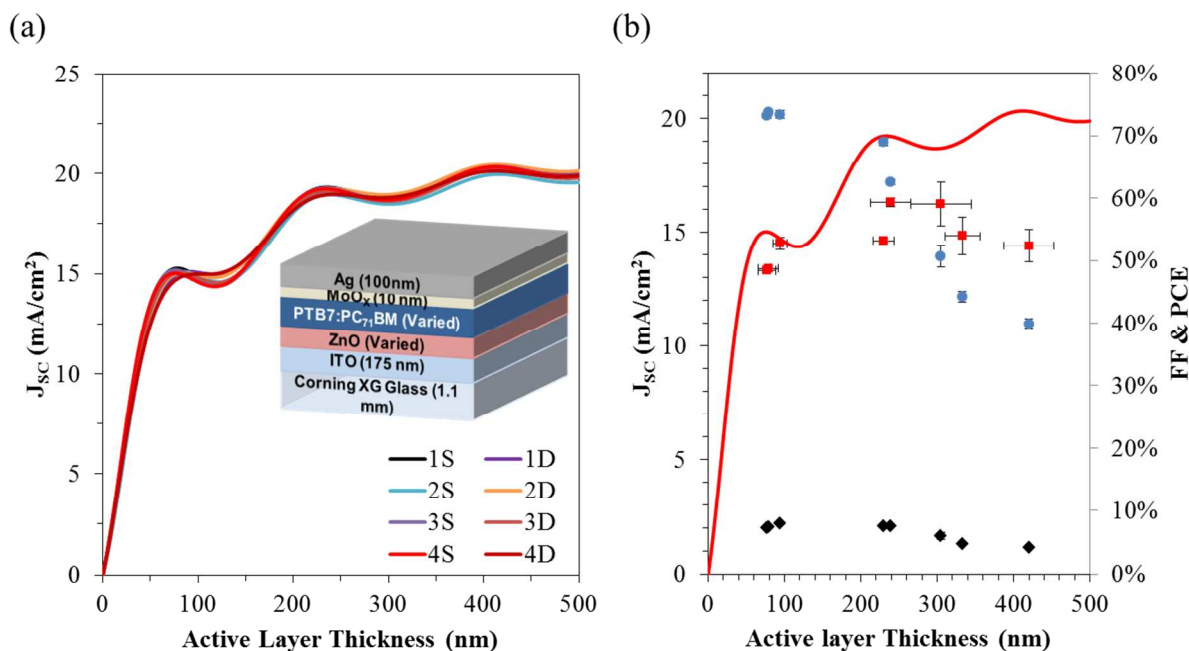 (a)
(b)
25
20
15
10
5
0
J_SC (mA/cm²)
Ag (100nm)
MoOₓ (10 nm)
PTB7:PC₇₁BM (Varied)
ZnO (Varied)
ITO (175 nm)
Corning XG Glass (1.1
mm)
1S 1D
2S 2D
3S 3D
4S 4D
0 100 200 300 400 500
Active Layer Thickness (nm)
20
15
10
5
0
J_SC (mA/cm²)
80%
70%
60%
50%
40%
30%
20%
10%
0%
FF & PCE
0 100 200 300 400 500
Active layer Thickness (nm)